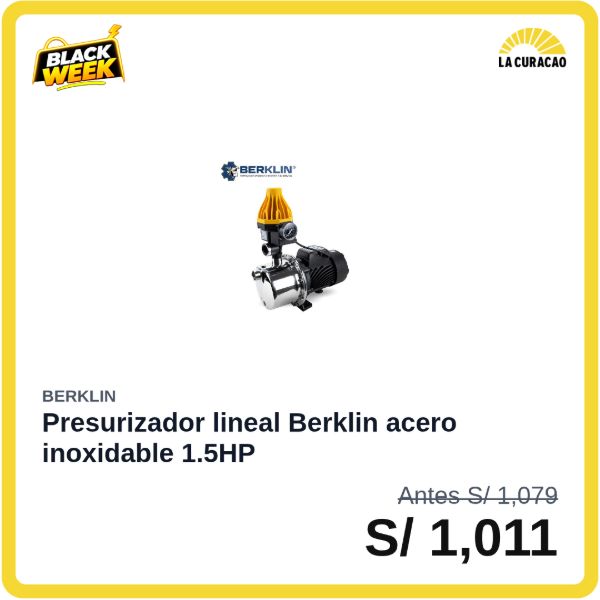 BLACK
WEEK
LA CURACAO
BERKLIN®
BERKLIN
Presurizador lineal Berklin acero
inoxidable 1.5HP
Antes S/ 1,079
S/ 1,011